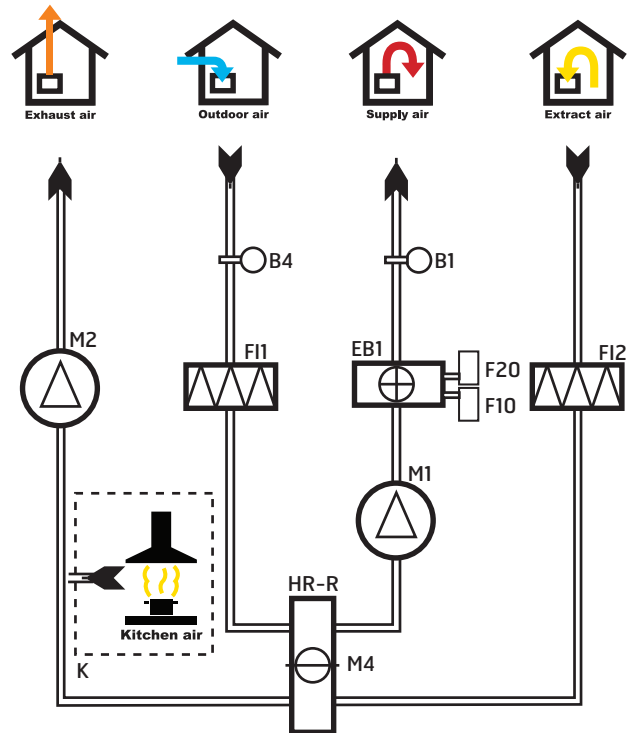 Exhaust air
Outdoor air
Supply air
Extract air
B4
B1
M2
FI1
EB1
F20
F10
FI2
M1
HR-R
Kitchen air
K
M4